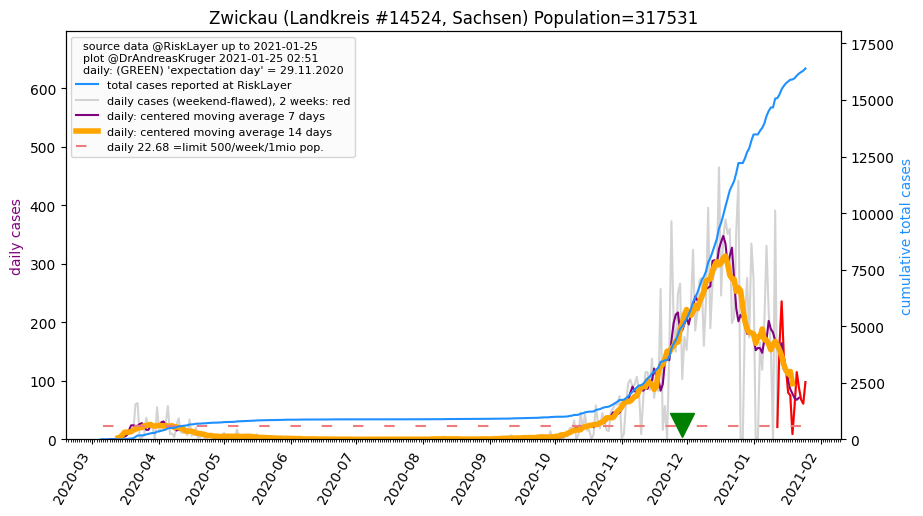 Zwickau (Landkreis #14524, Sachsen) Population=317531
source data @RiskLayer up to 2021-01-25
plot @DrAndreasKruger 2021-01-25 02:51
daily: (GREEN) 'expectation day' = 29.11.2020
total cases reported at RiskLayer
daily cases (weekend-flawed), 2 weeks: red
daily: centered moving average 7 days
daily: centered moving average 14 days
daily 22.68 =limit 500/week/1mio pop.
daily cases
600
500
400
300
200
100
0
17500
15000
12500
10000
7500
5000
2500
0
cumulative total cases
2020-03
2020-04
2020-05
2020-06
2020-07
2020-08
2020-09
2020-10
2020-11
2020-12
2021-01
2021-02